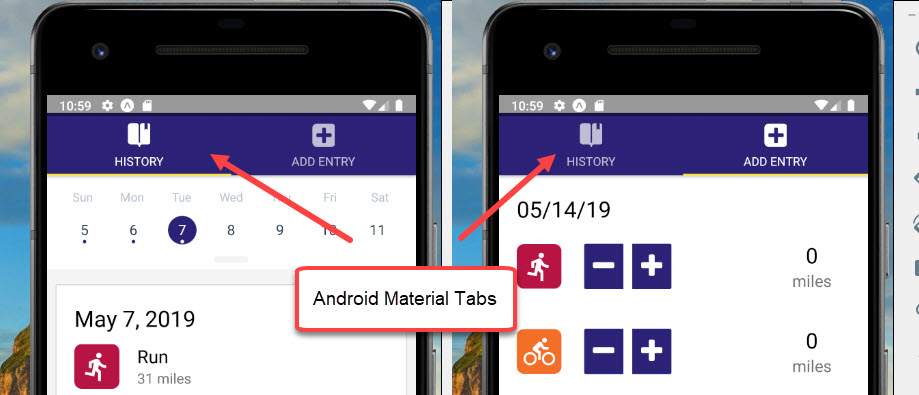 10:59
HISTORY
ADD ENTRY
Sun Mon Tue Wed Thu Fri Sat
5 6 7 8 9 10 11
May 7, 2019
Run
31 miles
Android Material Tabs
10:59
HISTORY
ADD ENTRY
05/14/19
0
miles
0
miles